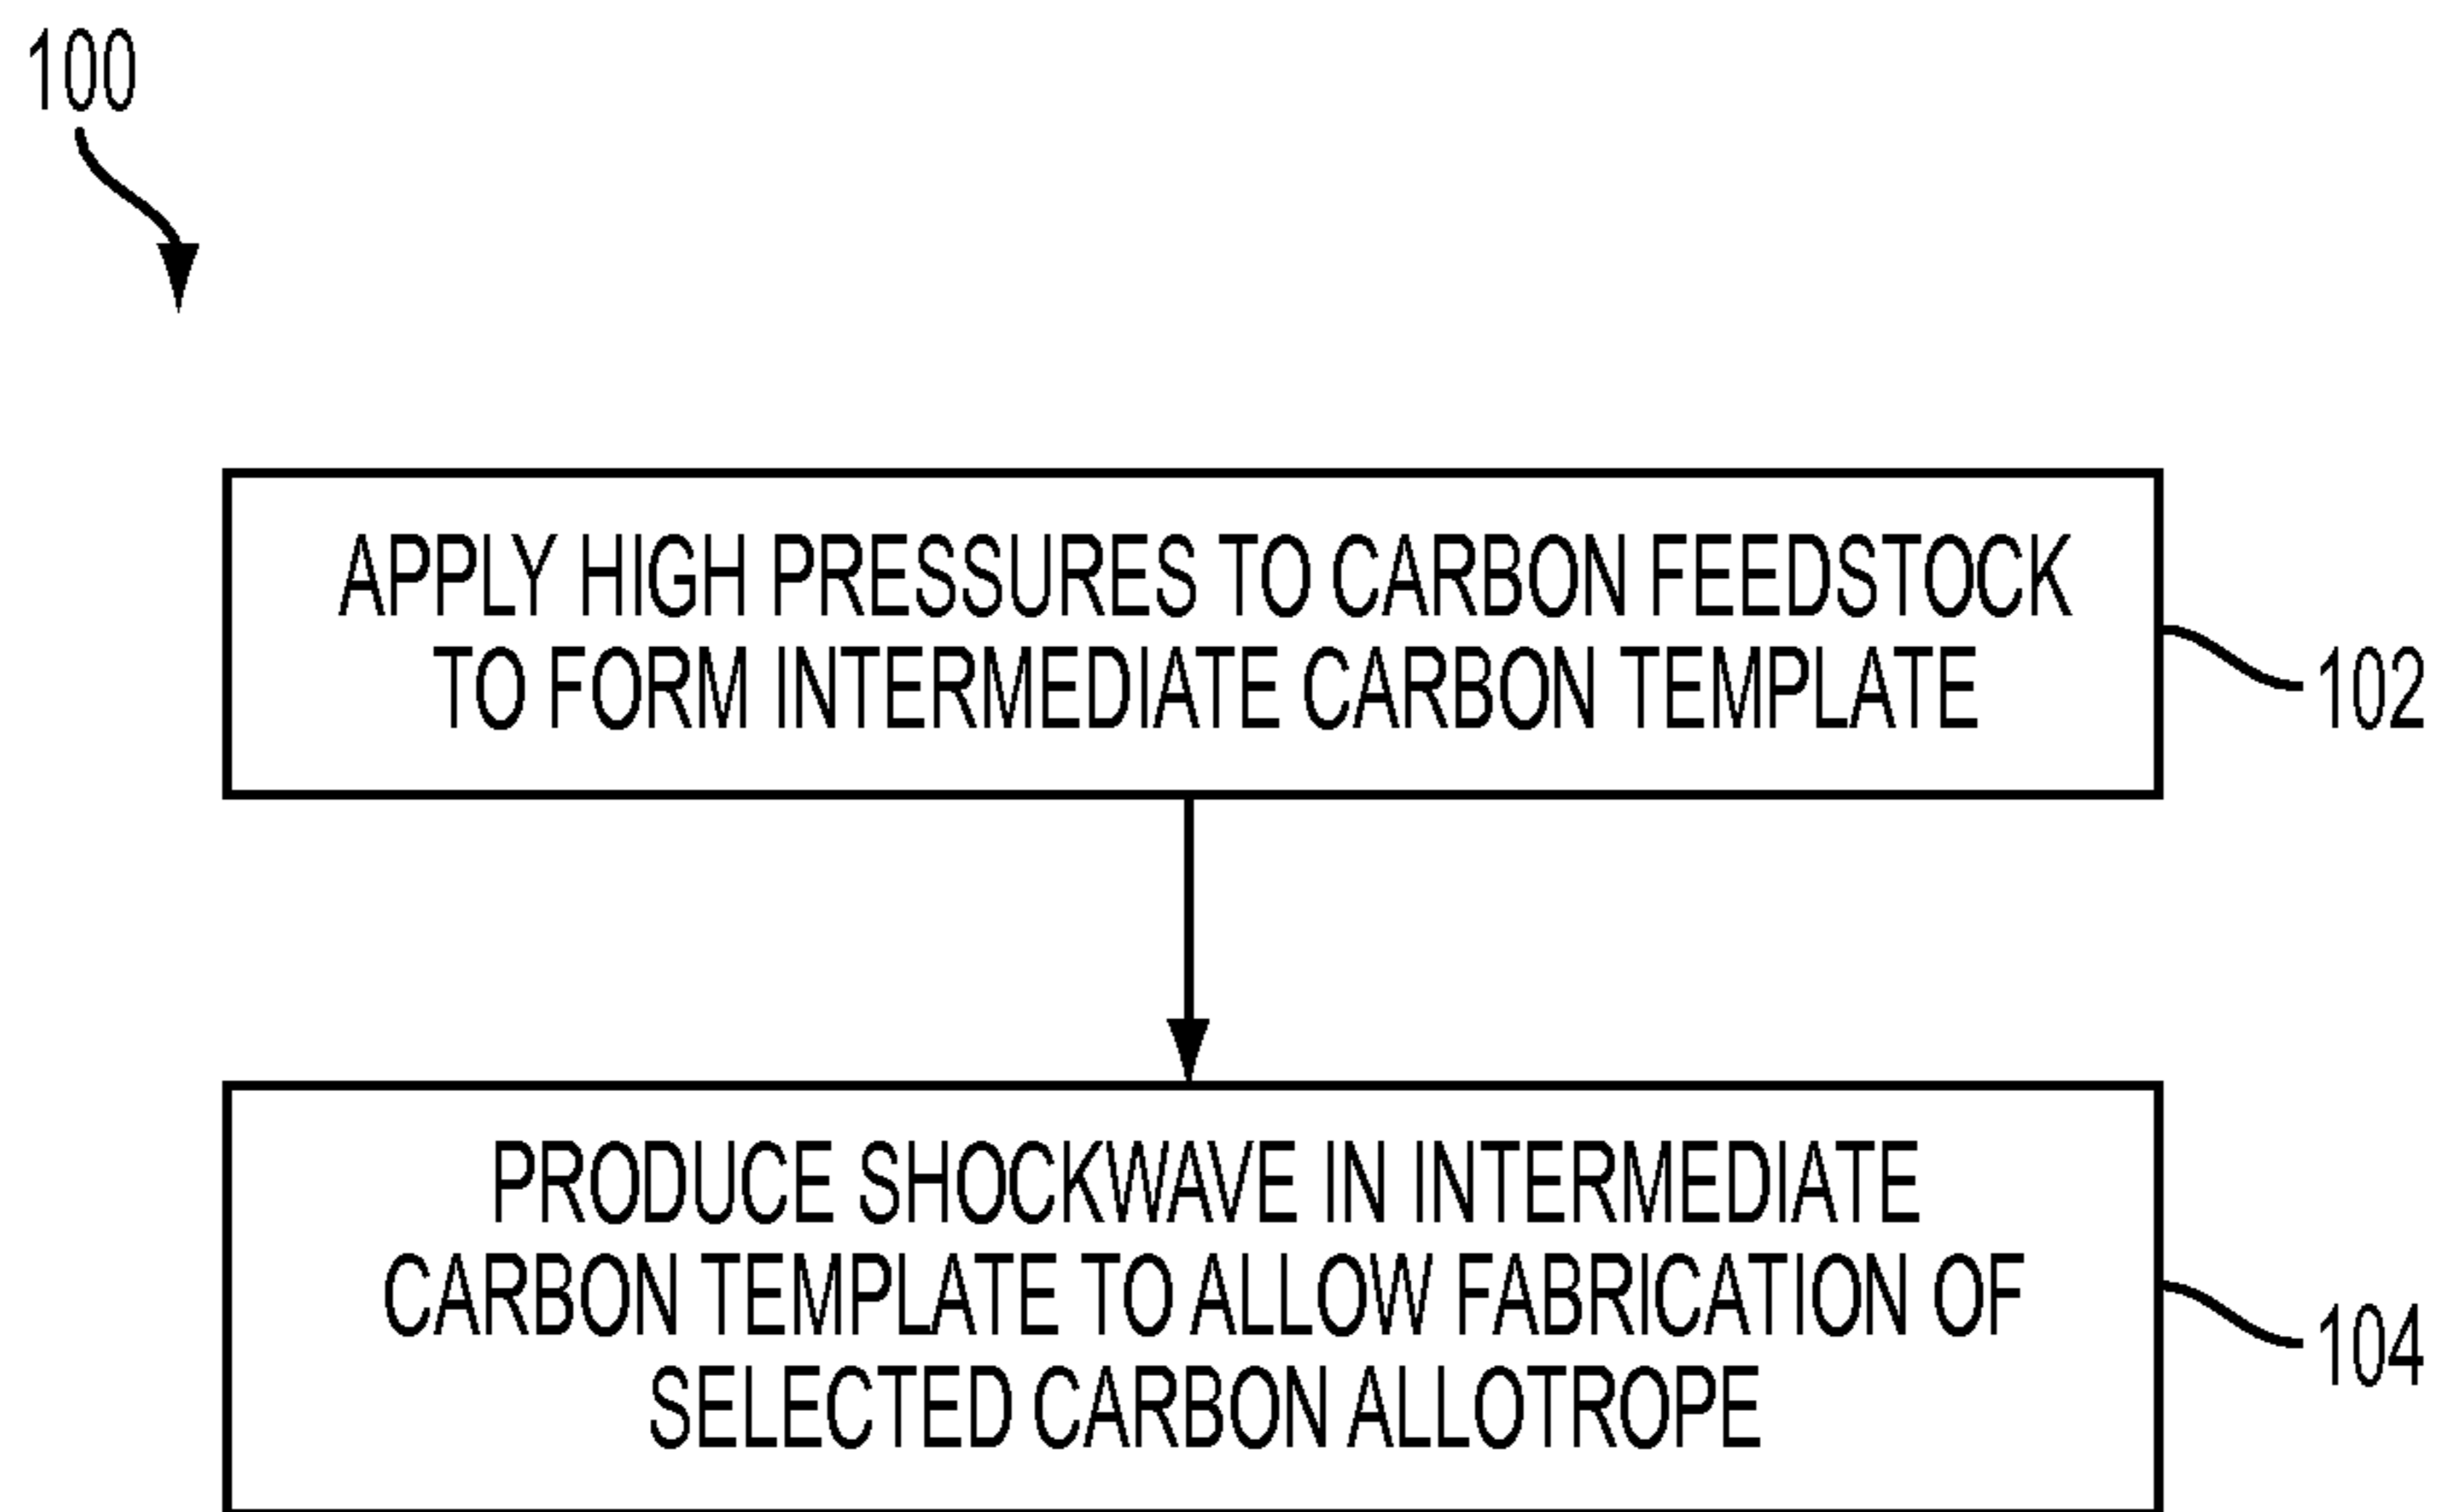 100
APPLY HIGH PRESSURES TO CARBON FEEDSTOCK
TO FORM INTERMEDIATE CARBON TEMPLATE
102
PRODUCE SHOCKWAVE IN INTERMEDIATE
CARBON TEMPLATE TO ALLOW FABRICATION OF
SELECTED CARBON ALLOTROPE
104